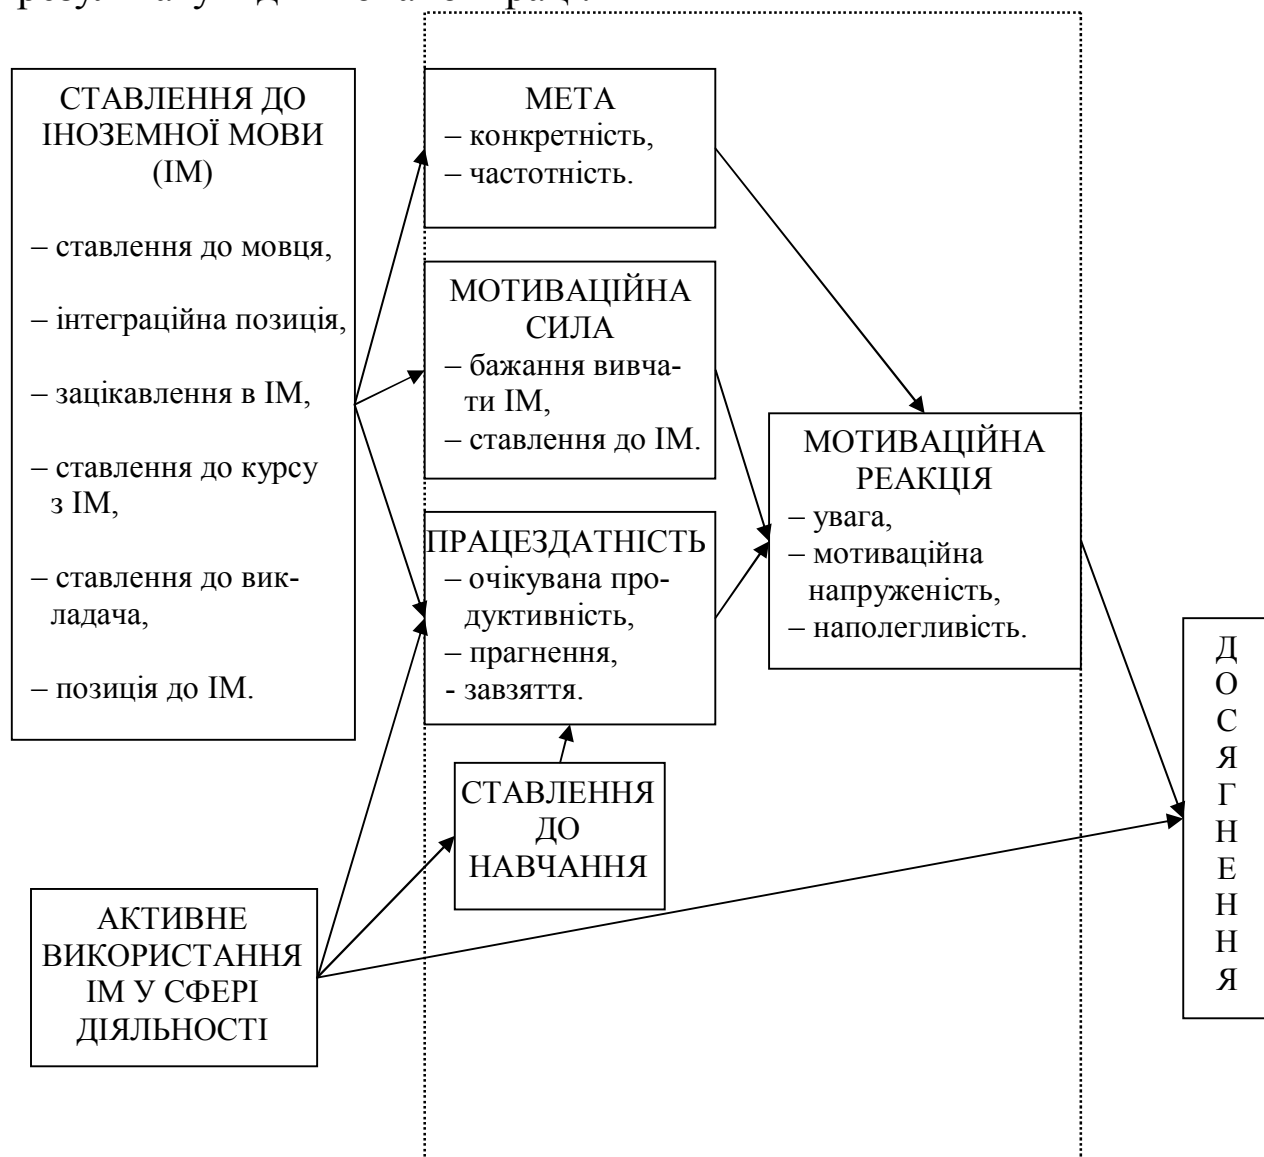 СТАВЛЕННЯ ДО
ІНОЗЕМНОЇ МОВИ
(ІМ)
– ставлення до мовця,
– інтеграційна позиція,
– зацікавлення в ІМ,
– ставлення до курсу
з ІМ,
– ставлення до вик-
ладача,
– позиція до ІМ.
МЕТА
– конкретність,
– частотність.
МОТИВАЦІЙНА
СИЛА
– бажання вивча-
ти ІМ,
– ставлення до ІМ.
ПРАЦЕЗДАТНІСТЬ
– очікувана про-
дуктивність,
– прагнення,
- завзяття.
СТАВЛЕННЯ
ДО
НАВЧАННЯ
АКТИВНЕ
ВИКОРИСТАННЯ
ІМ У СФЕРІ
ДІЯЛЬНОСТІ
МОТИВАЦІЙНА
РЕАКЦІЯ
– увага,
– мотиваційна
напруженість,
– наполегливість.
Д
О
С
Я
Г
Н
Е
Н
Н
Я